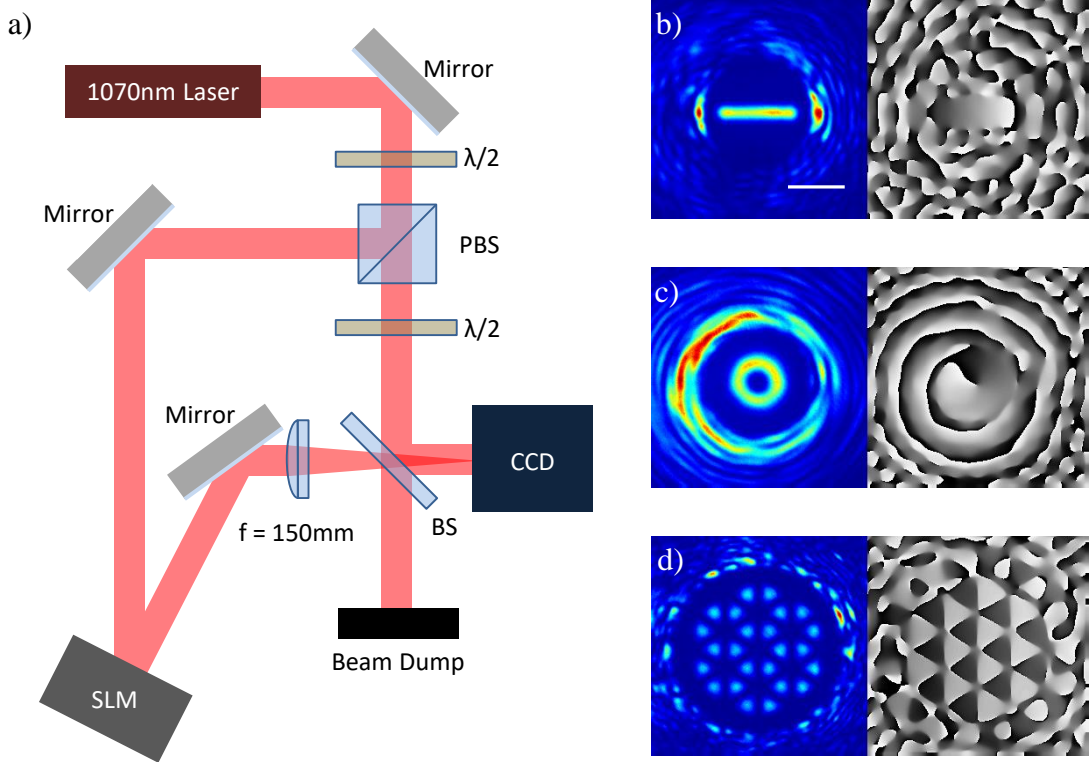 a)
1070nm Laser
Mirror
λ/2
Mirror
PBS
λ/2
Mirror
CCD
f = 150mm
BS
Beam Dump
SLM
b)
c)
d)